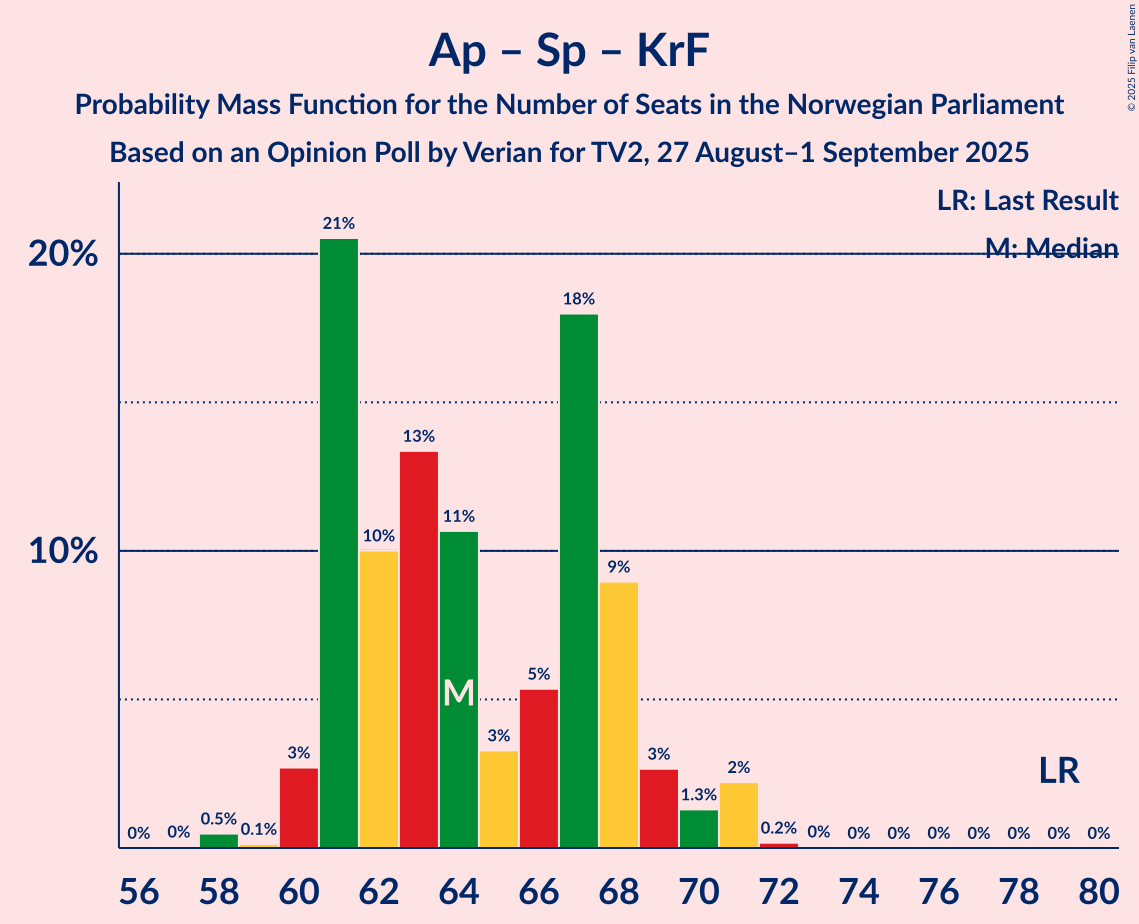 Ap – Sp – KrF
Probability Mass Function for the Number of Seats in the Norwegian Parliament
Based on an Opinion Poll by Verian for TV2, 27 August–1 September 2025
© 2025 Filip van Laenen
LR: Last Result
M: Median
20%
10%
0% 0% 0.5% 0.1% 3% 21% 10% 13% 11% 3% 5% 18% 9% 3% 1.3% 2% 0.2% 0% 0% 0% 0% 0% 0% 0% 0%
M
LR
56 58 60 62 64 66 68 70 72 74 76 78 80